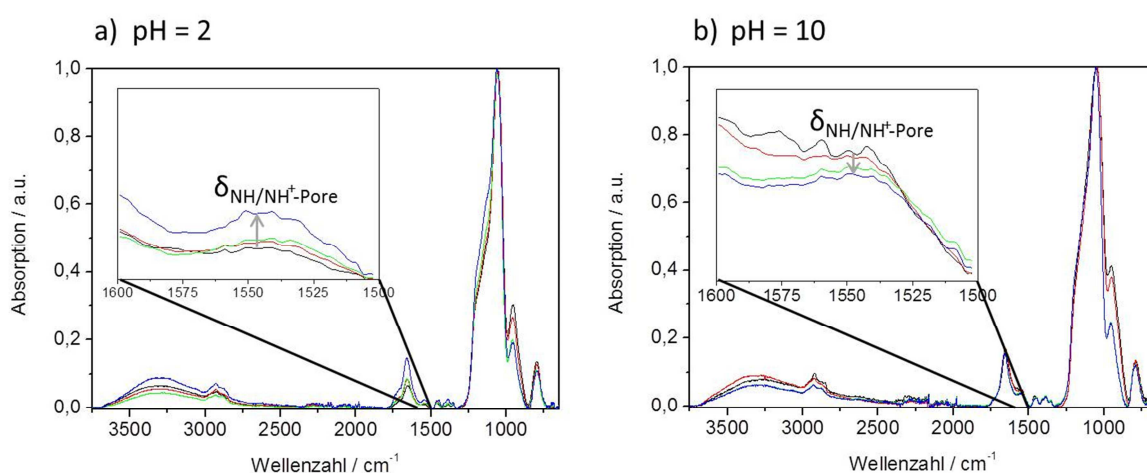 a) pH = 2
1,0
0,8
0,6
0,4
0,2
0,0
Absorption / a.u.
δNH/NH⁺-Pore
1600 1575 1550 1525 1500
3500 3000 2500 2000 1500 1000
Wellenzahl / cm⁻¹
b) pH = 10
1,0
0,8
0,6
0,4
0,2
0,0
Absorption / a.u.
δNH/NH⁺-Pore
1600 1575 1550 1525 1500
3500 3000 2500 2000 1500 1000
Wellenzahl / cm⁻¹